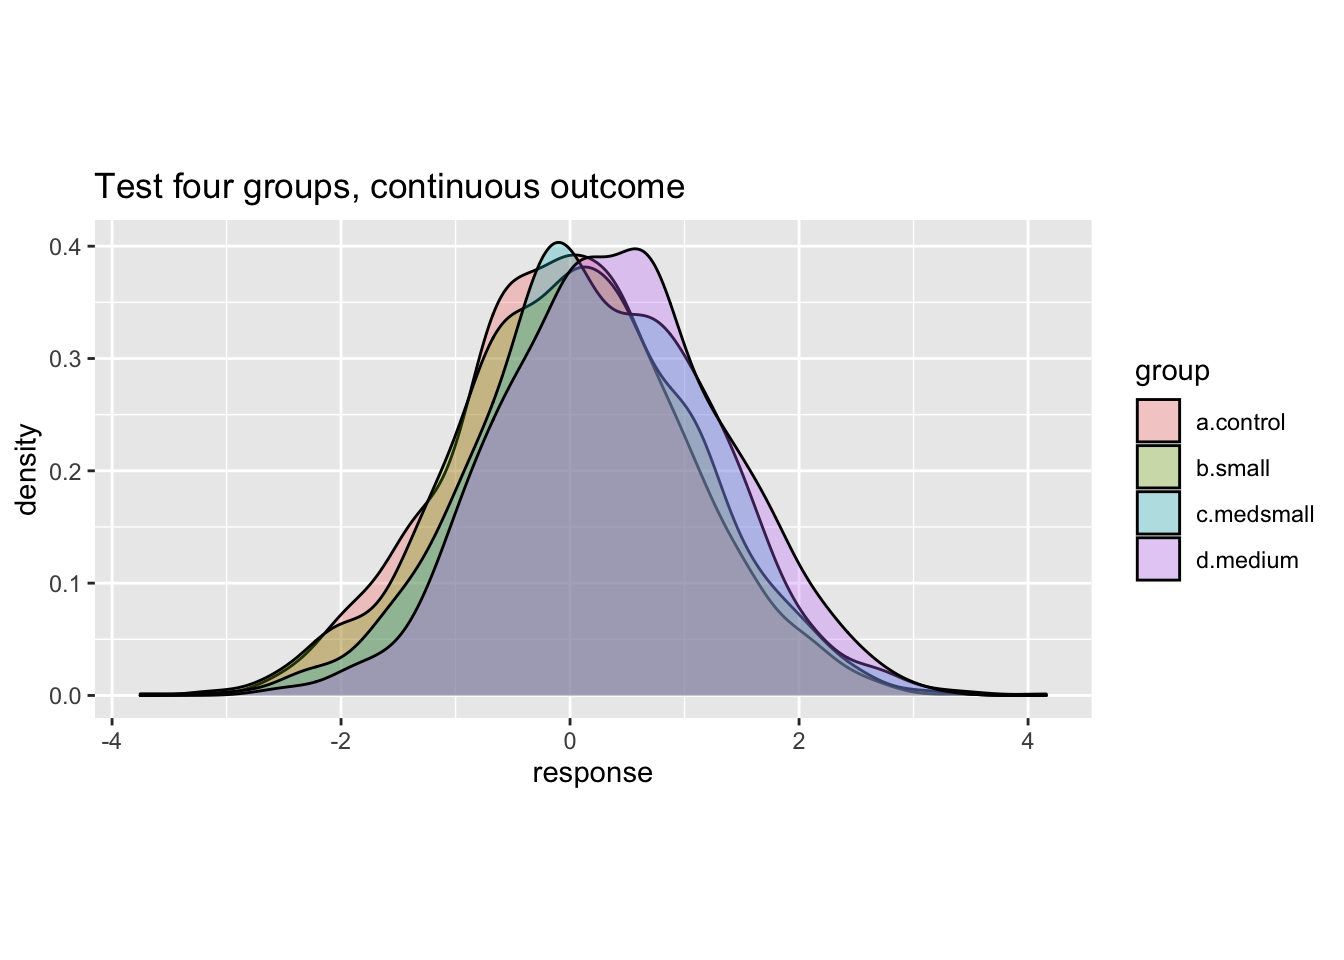 Test four groups, continuous outcome
0.4
0.3
0.2
0.1
0.0
density
-4 -2 0 2 4
response
group
a.control
b.small
c.medsmall
d.medium